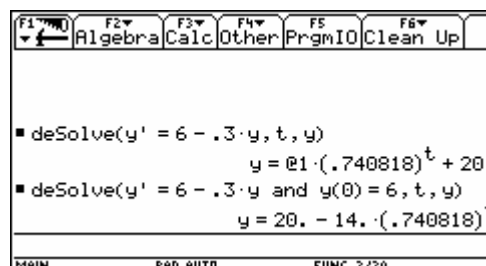 F1 F2 F3 F4 F5 F6
Algebra Calc Other PrgmIO Clean Up
▪ deSolve(y' = 6 - .3·y, t, y)
y = @1·(.740818)^t + 20
▪ deSolve(y' = 6 - .3·y and y(0) = 6, t, y)
y = 20. - 14.·(.740818)
MAIN RAD AUTO FUNC 2/30